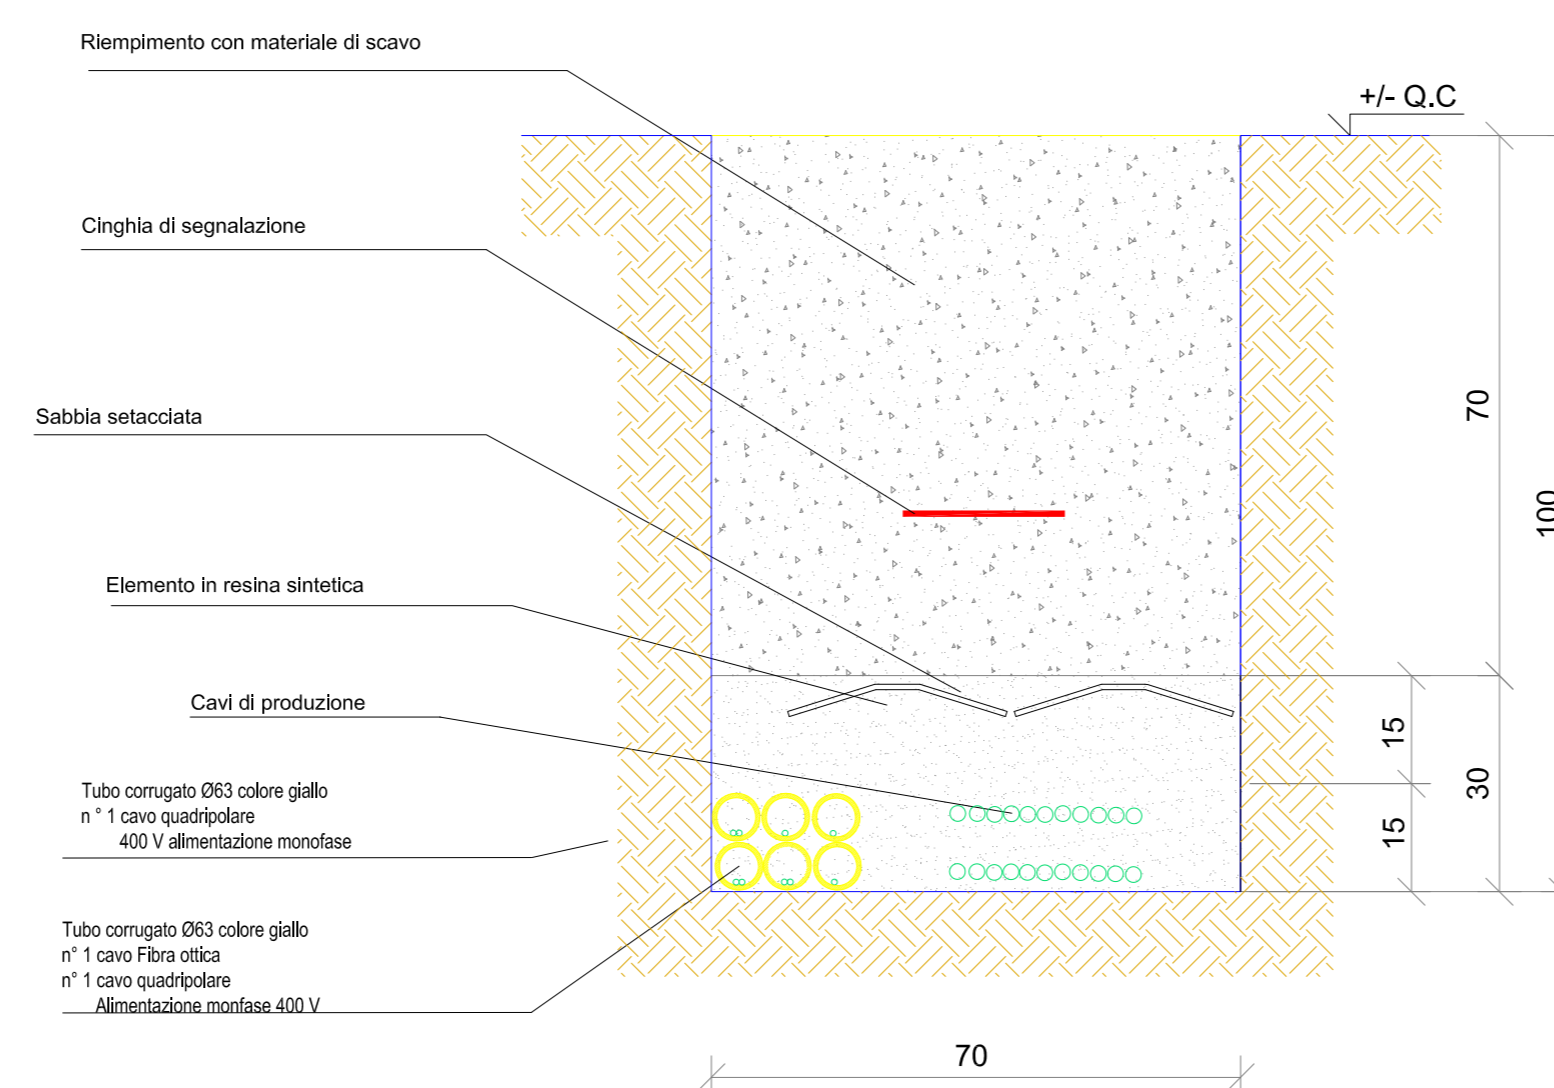 Riempimento con materiale di scavo
+/- Q.C
Cinghia di segnalazione
70
Sabbia setacciata
100
Elemento in resina sintetica
Cavi di produzione
15
30
15
Tubo corrugato Ø63 colore giallo
n ° 1 cavo quadripolare
400 V alimentazione monofase
Tubo corrugato Ø63 colore giallo
n° 1 cavo Fibra ottica
n° 1 cavo quadripolare
Alimentazione monfase 400 V
70